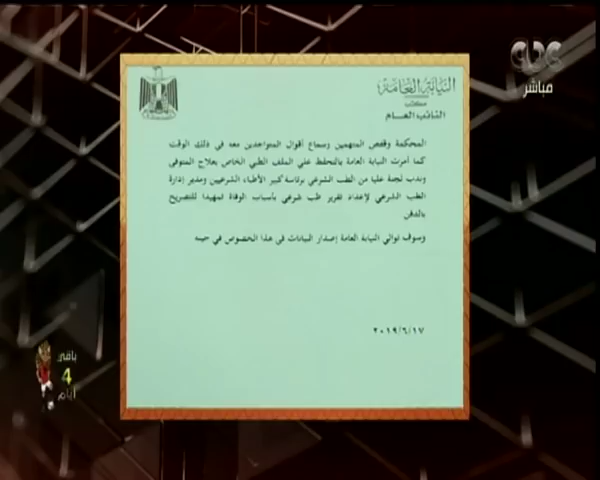 cbc
مباشر
النيابة العامة
مكتب
النائب العام
المحكمة وقفص المتهمين وسماع أقوال المتواجدين معه في ذلك الوقت
كما أمرت النيابة العامة بالتحفظ على الملف الطبي الخاص بعلاج المتوفى
وندب لجنة عليا من الطب الشرعي برئاسة كبير الأطباء الشرعيين ومدير إدارة
الطب الشرعي لإعداد تقرير طب شرعي بأسباب الوفاة تمهيدا للتصريح
بالدفن
وسوف توالي النيابة العامة إصدار البيانات في هذا الخصوص في حينه
٢٠١٩/٦/١٧
باقي
4
أيام